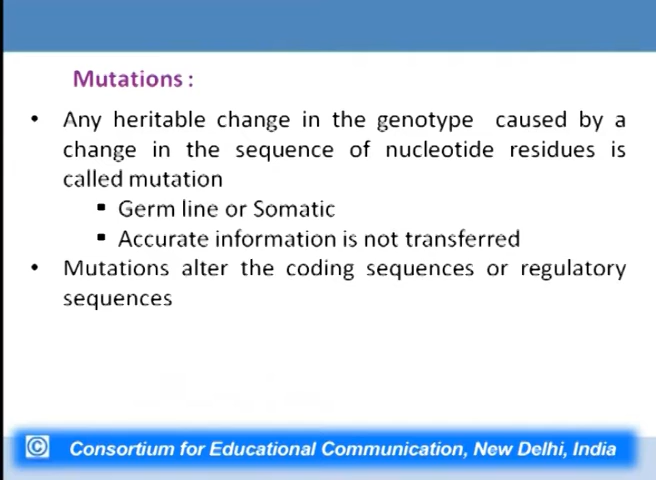 Mutations :
• Any heritable change in the genotype caused by a
change in the sequence of nucleotide residues is
called mutation
▪ Germ line or Somatic
▪ Accurate information is not transferred
• Mutations alter the coding sequences or regulatory
sequences
© Consortium for Educational Communication, New Delhi, India